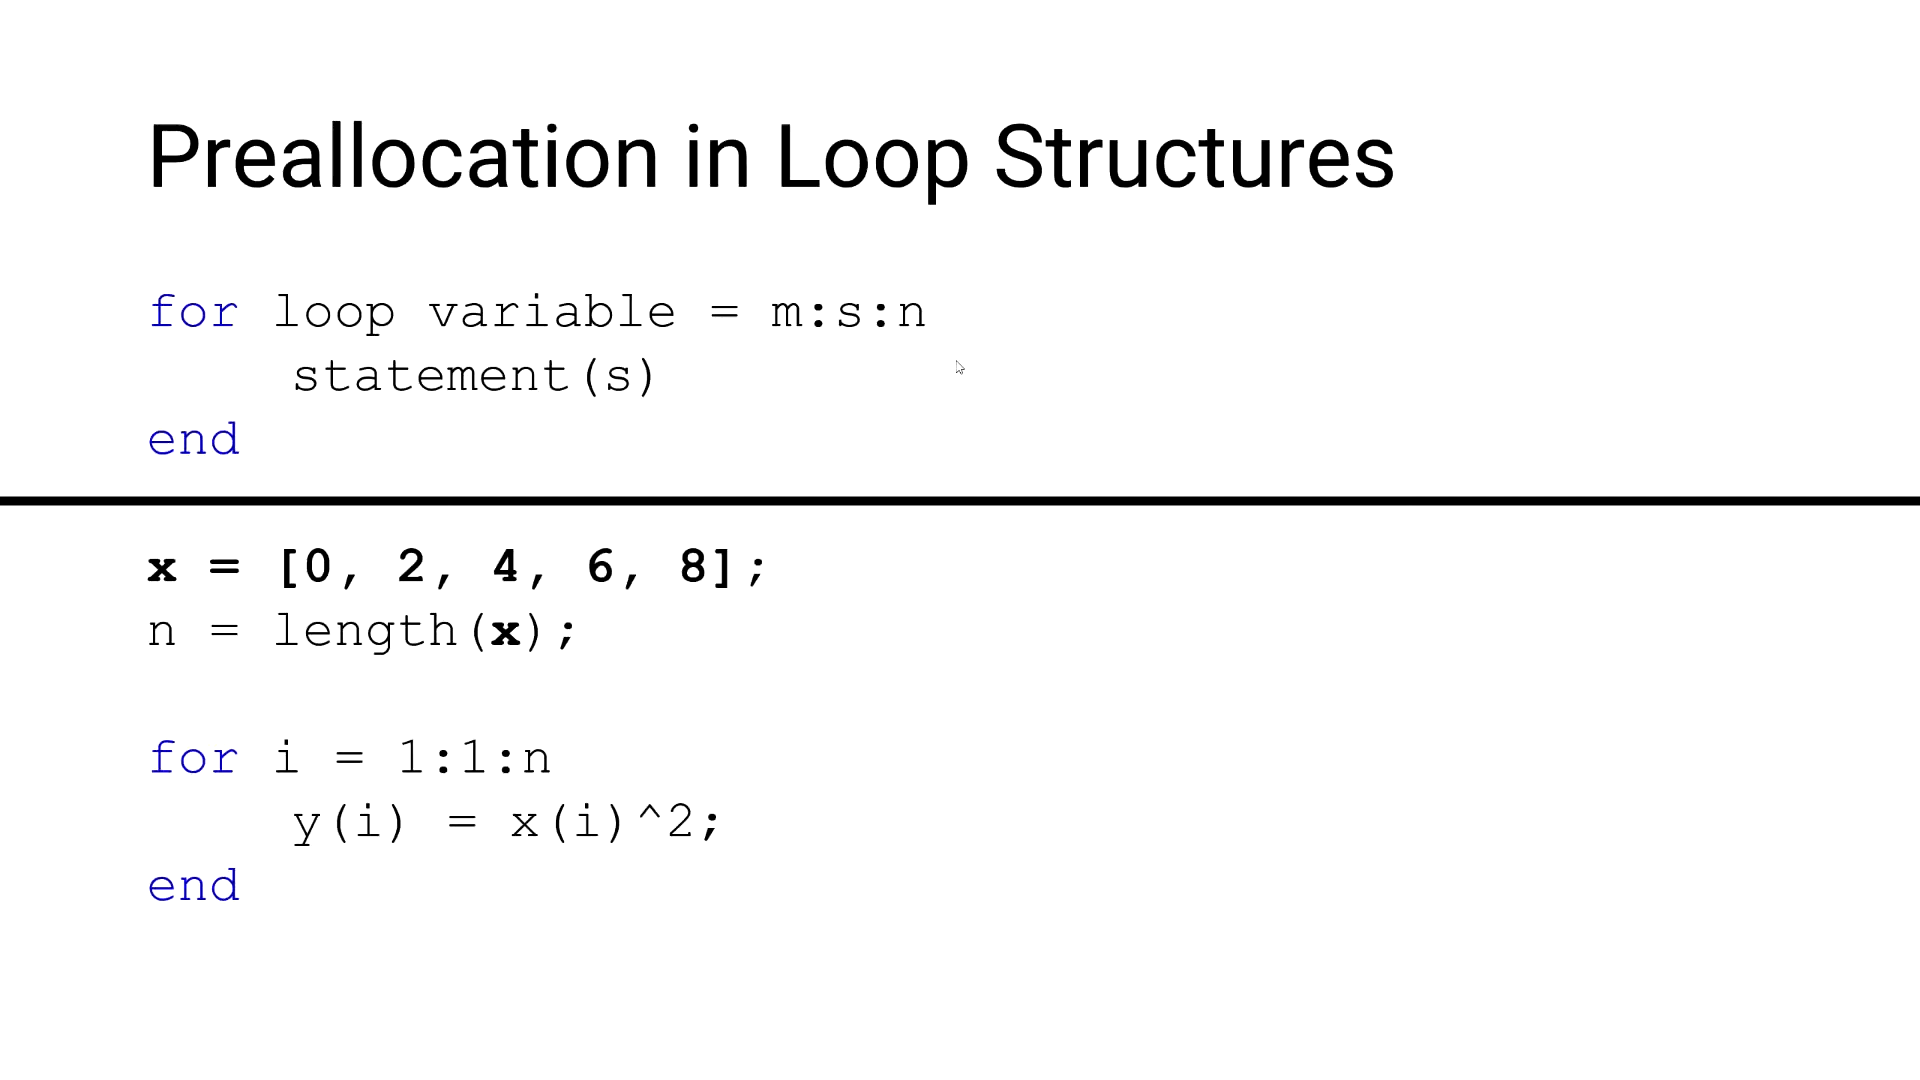 Preallocation in Loop Structures
for loop variable = m:s:n
statement(s)
end
x = [0, 2, 4, 6, 8];
n = length(x);
for i = 1:1:n
y(i) = x(i)^2;
end